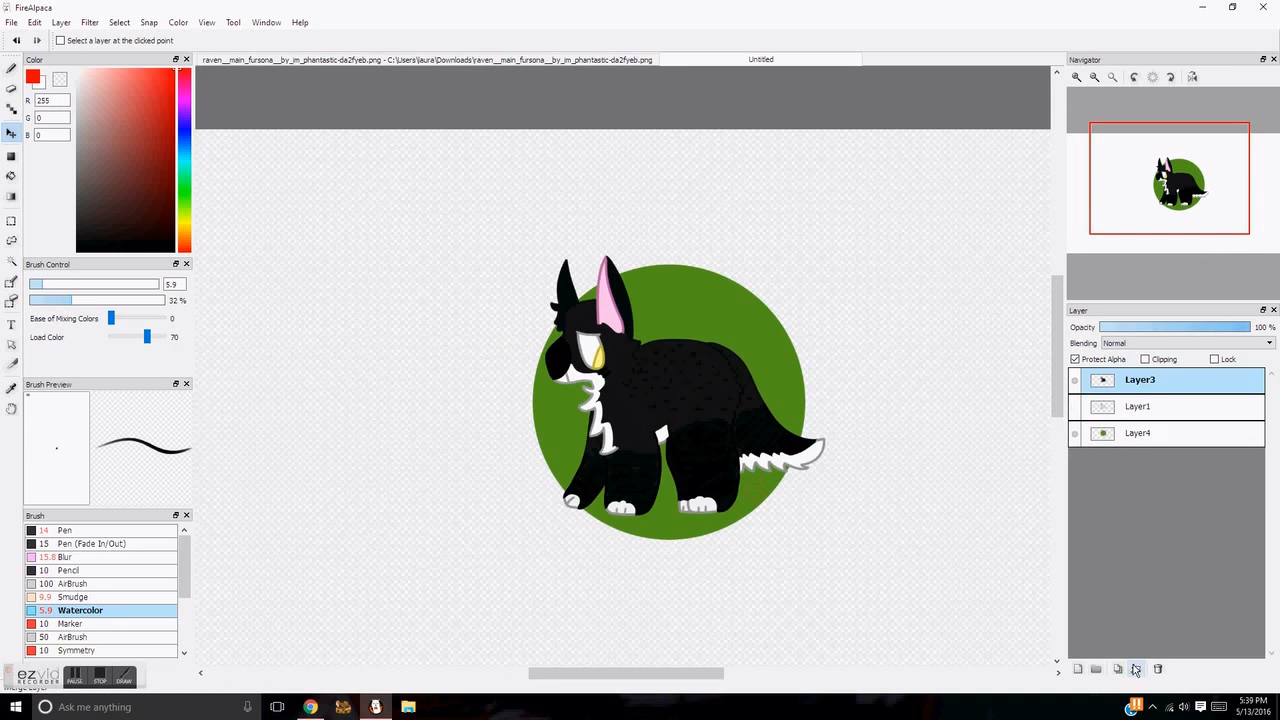 FireAlpaca
File Edit Layer Filter Select Snap Color View Tool Window Help
Select a layer at the clicked point
Color
raven__main_fursona__by_im_phantastic-da2fyeb.png - C:\Users\laura\Downloads\raven__main_fursona__by_im_phantastic-da2fyeb.png
Untitled
Navigator
R 255
G 0
B 0
Brush Control
5.9
32 %
Ease of Mixing Colors 0
Load Color 70
Brush Preview
Brush
14 Pen
15 Pen (Fade In/Out)
15.8 Blur
10 Pencil
100 AirBrush
9.9 Smudge
5.9 Watercolor
10 Marker
50 AirBrush
10 Symmetry
Layer
Opacity 100 %
Blending Normal
Protect Alpha Clipping Lock
Layer3
Layer1
Layer4
ezvid
RECORDER
PAUSE STOP DRAW
Merge Layer
Ask me anything
5:39 PM
5/13/2016